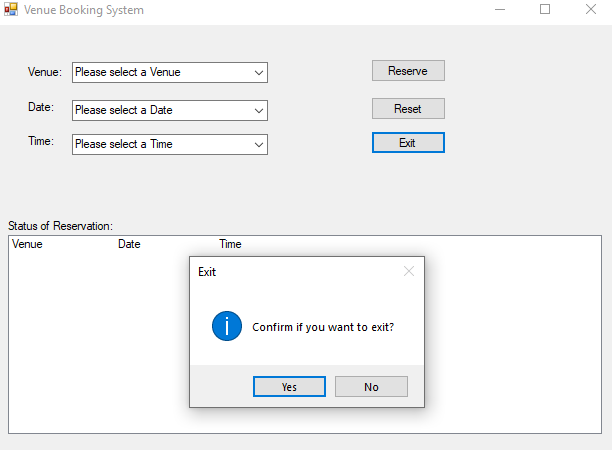 Venue Booking System
Venue: Please select a Venue Reserve
Date: Please select a Date Reset
Time: Please select a Time Exit
Status of Reservation:
Venue Date Time
Exit
Confirm if you want to exit?
Yes No